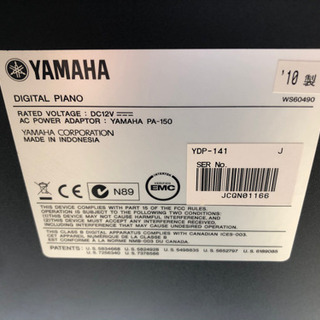 YAMAHA
'10 製
DIGITAL PIANO
WS60490
RATED VOLTAGE : DC12V
AC POWER ADAPTOR : YAMAHA PA-150
YAMAHA CORPORATION
MADE IN INDONESIA
YDP-141 J
SER No.
JCQN01166
CE
N89
EMC
THIS DEVICE COMPLIES WITH PART 15 OF THE FCC RULES.
OPERATION IS SUBJECT TO THE FOLLOWING TWO CONDITIONS:
(1) THIS DEVICE MAY NOT CAUSE HARMFUL INTERFERENCE, AND
(2) THIS DEVICE MUST ACCEPT ANY INTERFERENCE RECEIVED,
INCLUDING INTERFERENCE THAT MAY CAUSE UNDESIRED OPERATION.
THIS CLASS B DIGITAL APPARATUS COMPLIES WITH CANADIAN ICES-003.
CET APPAREIL NUMERIQUE DE LA CLASSE B EST
CONFORME A LA NORME NMB-003 DU CANADA.
PATENTS: